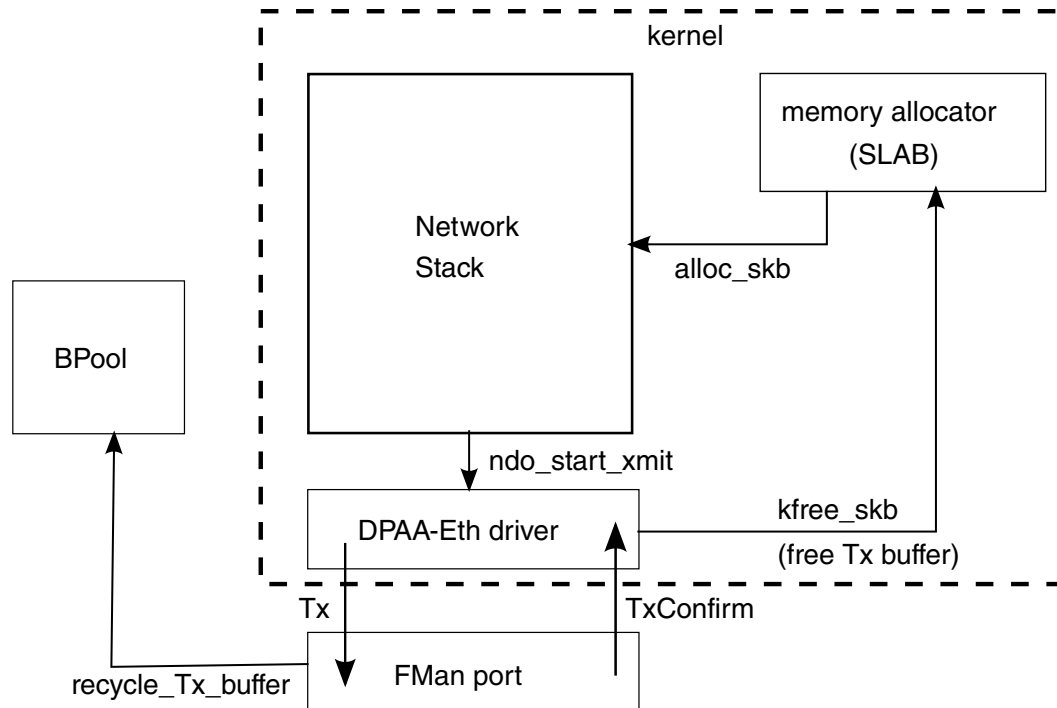 kernel
memory allocator
(SLAB)
Network
Stack
alloc_skb
BPool
ndo_start_xmit
kfree_skb
DPAA-Eth driver
(free Tx buffer)
Tx
TxConfirm
FMan port
recycle_Tx_buffer